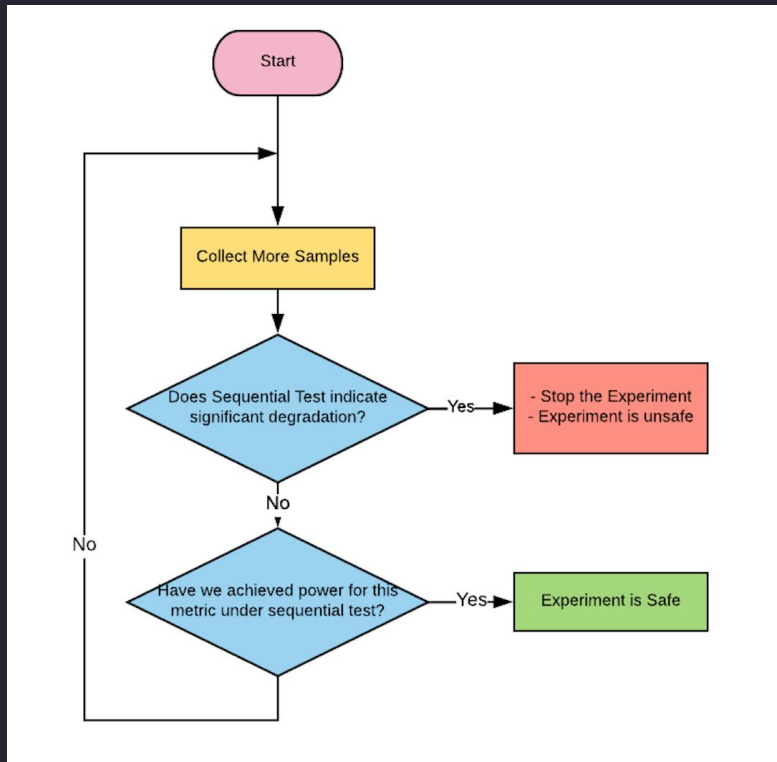 Start
Collect More Samples
Does Sequential Test indicate
significant degradation?
Yes
- Stop the Experiment
- Experiment is unsafe
No
No
Have we achieved power for this
metric under sequential test?
Yes
Experiment is Safe